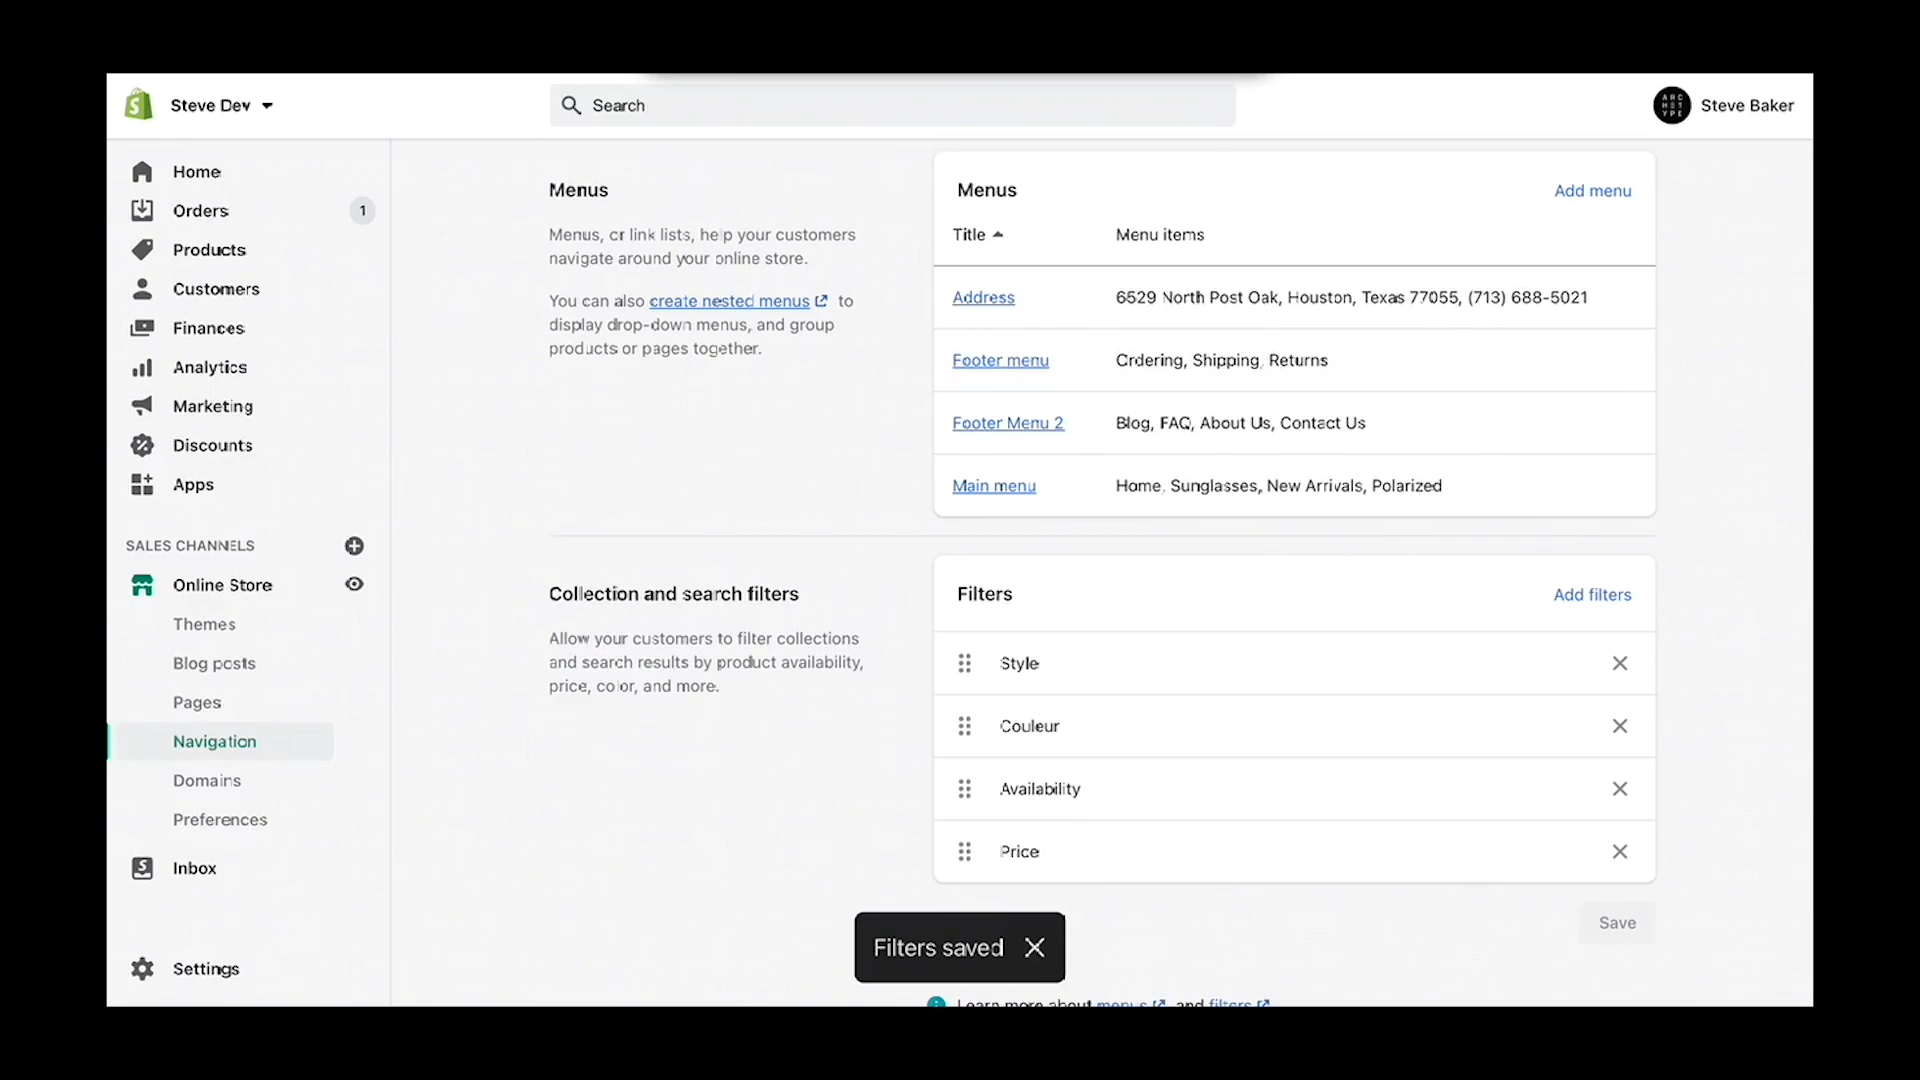 Steve Dev
Search
ARC
HET
YPE
Steve Baker
Home
Orders
1
Products
Customers
Finances
Analytics
Marketing
Discounts
Apps
SALES CHANNELS
Online Store
Themes
Blog posts
Pages
Navigation
Domains
Preferences
Inbox
Settings
Menus
Menus, or link lists, help your customers
navigate around your online store.
You can also create nested menus to
display drop-down menus, and group
products or pages together.
Menus
Add menu
Title
Menu items
Address
6529 North Post Oak, Houston, Texas 77055, (713) 688-5021
Footer menu
Ordering, Shipping, Returns
Footer Menu 2
Blog, FAQ, About Us, Contact Us
Main menu
Home, Sunglasses, New Arrivals, Polarized
Collection and search filters
Allow your customers to filter collections
and search results by product availability,
price, color, and more.
Filters
Add filters
Style
Couleur
Availability
Price
Save
Filters saved
Learn more about menus and filters